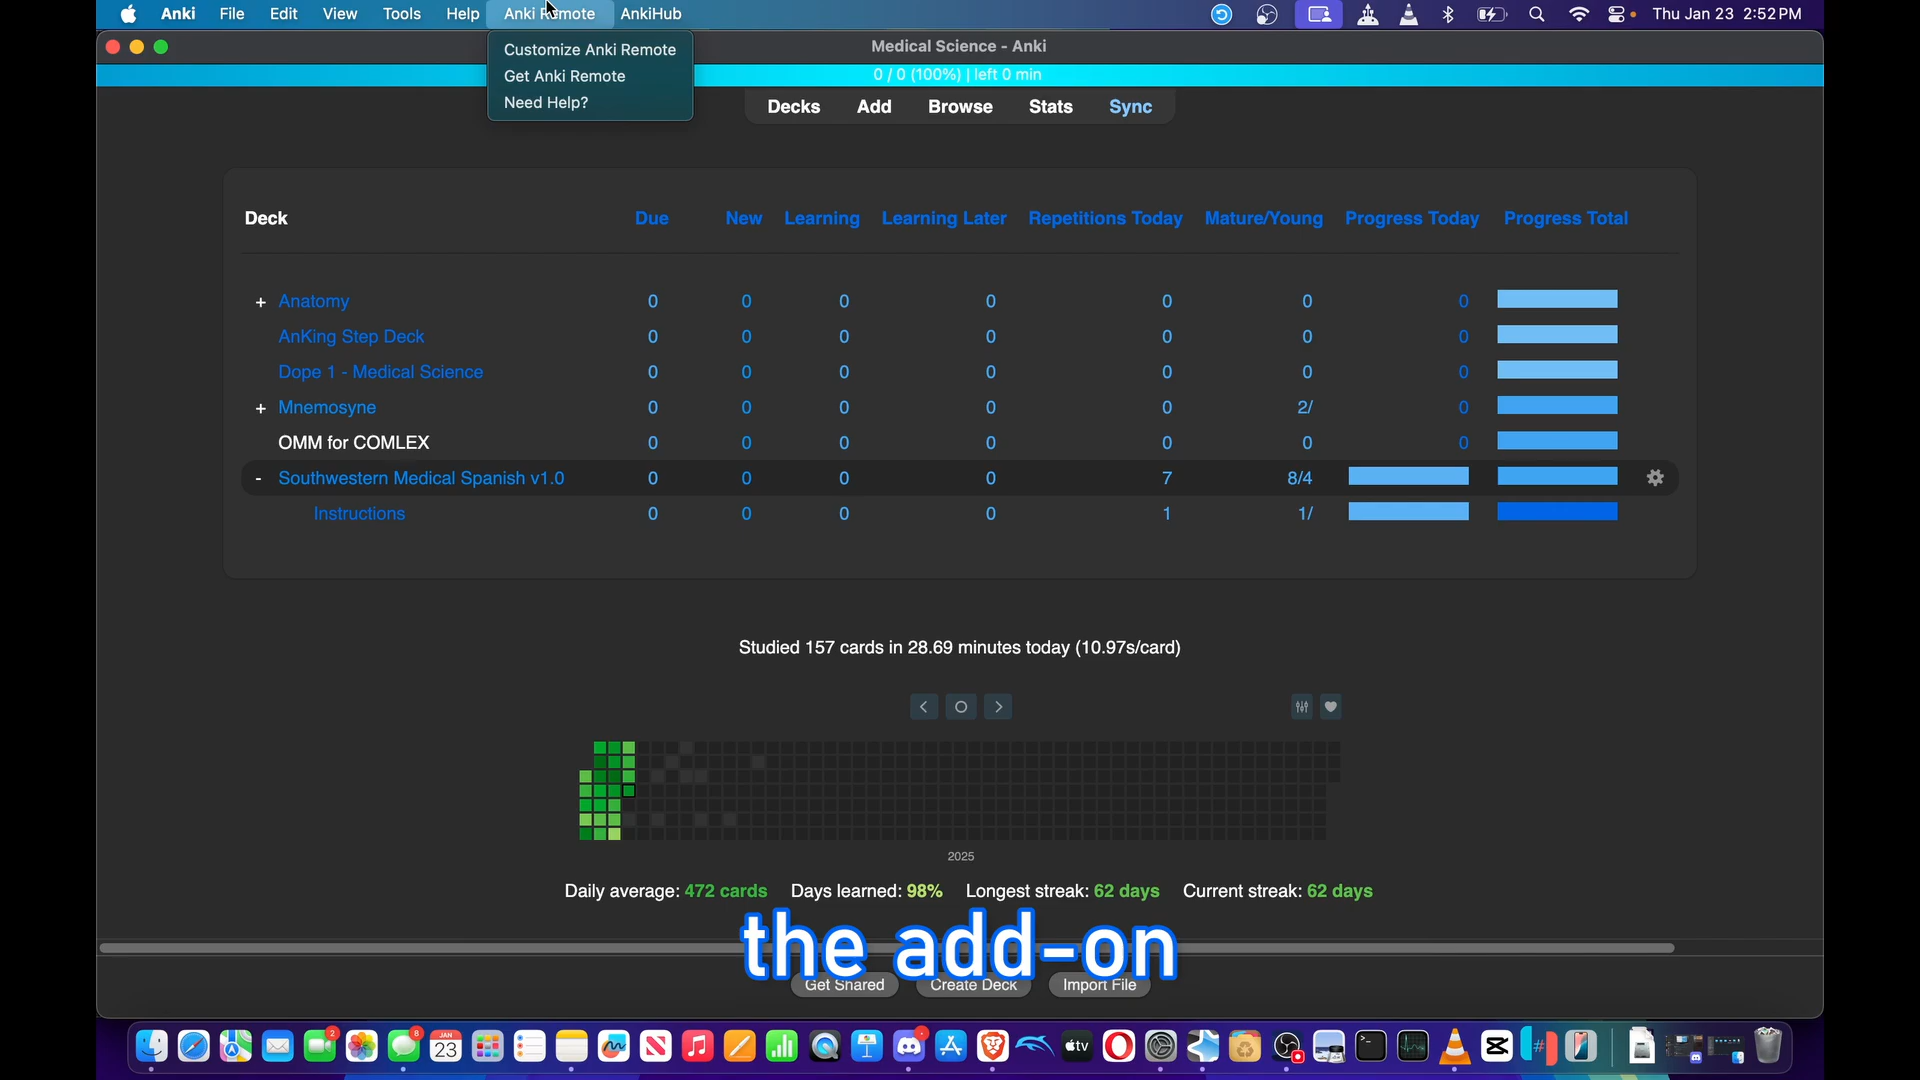 Anki File Edit View Tools Help Anki Remote AnkiHub Thu Jan 23 2:52 PM
Customize Anki Remote
Get Anki Remote
Need Help?
Medical Science - Anki
0 / 0 (100%) | left 0 min
Decks Add Browse Stats Sync
Deck Due New Learning Learning Later Repetitions Today Mature/Young Progress Today Progress Total
+ Anatomy 0 0 0 0 0 0 0
AnKing Step Deck 0 0 0 0 0 0 0
Dope 1 - Medical Science 0 0 0 0 0 0 0
+ Mnemosyne 0 0 0 0 0 2/ 0
OMM for COMLEX 0 0 0 0 0 0 0
- Southwestern Medical Spanish v1.0 0 0 0 0 7 8/4
Instructions 0 0 0 0 1 1/
Studied 157 cards in 28.69 minutes today (10.97s/card)
2025
Daily average: 472 cards Days learned: 98% Longest streak: 62 days Current streak: 62 days
the add-on
Get Shared Create Deck Import File
2 8 JAN 23 tv